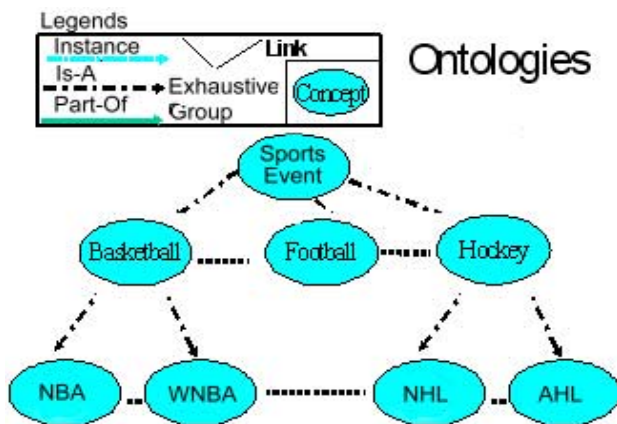 Legends
Ontologies
Instance
Link
Is-A
Exhaustive
Group
Concept
Part-Of
Sports
Event
Basketball
Football
Hockey
NBA
WNBA
NHL
AHL